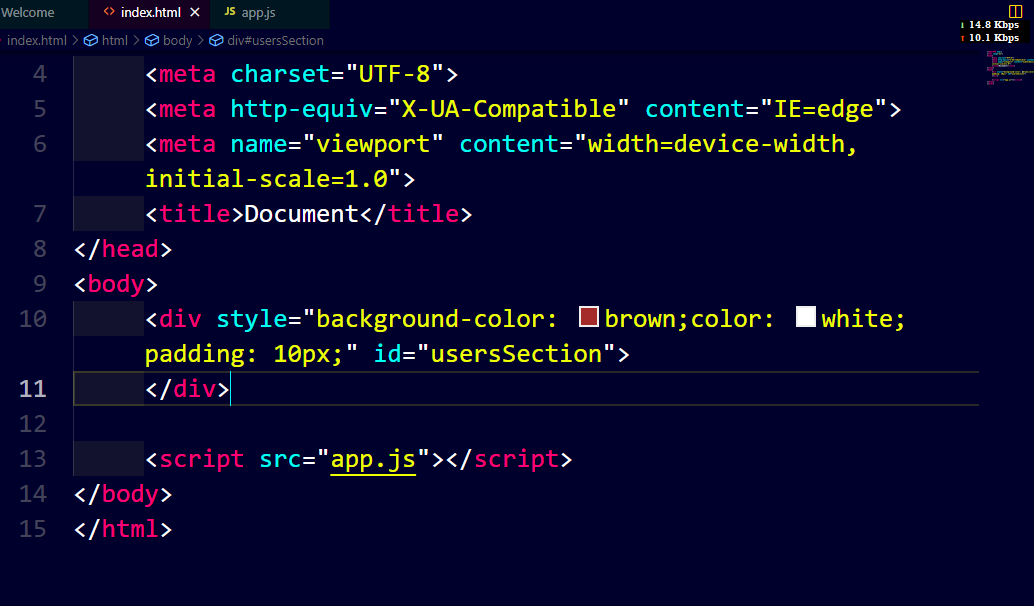 Welcome
<> index.html ×
JS app.js
index.html > html > body > div#usersSection
↓ 14.8 Kbps
↑ 10.1 Kbps
4 <meta charset="UTF-8">
5 <meta http-equiv="X-UA-Compatible" content="IE=edge">
6 <meta name="viewport" content="width=device-width,
initial-scale=1.0">
7 <title>Document</title>
8 </head>
9 <body>
10 <div style="background-color: brown;color: white;
padding: 10px;" id="usersSection">
11 </div>
12
13 <script src="app.js"></script>
14 </body>
15 </html>